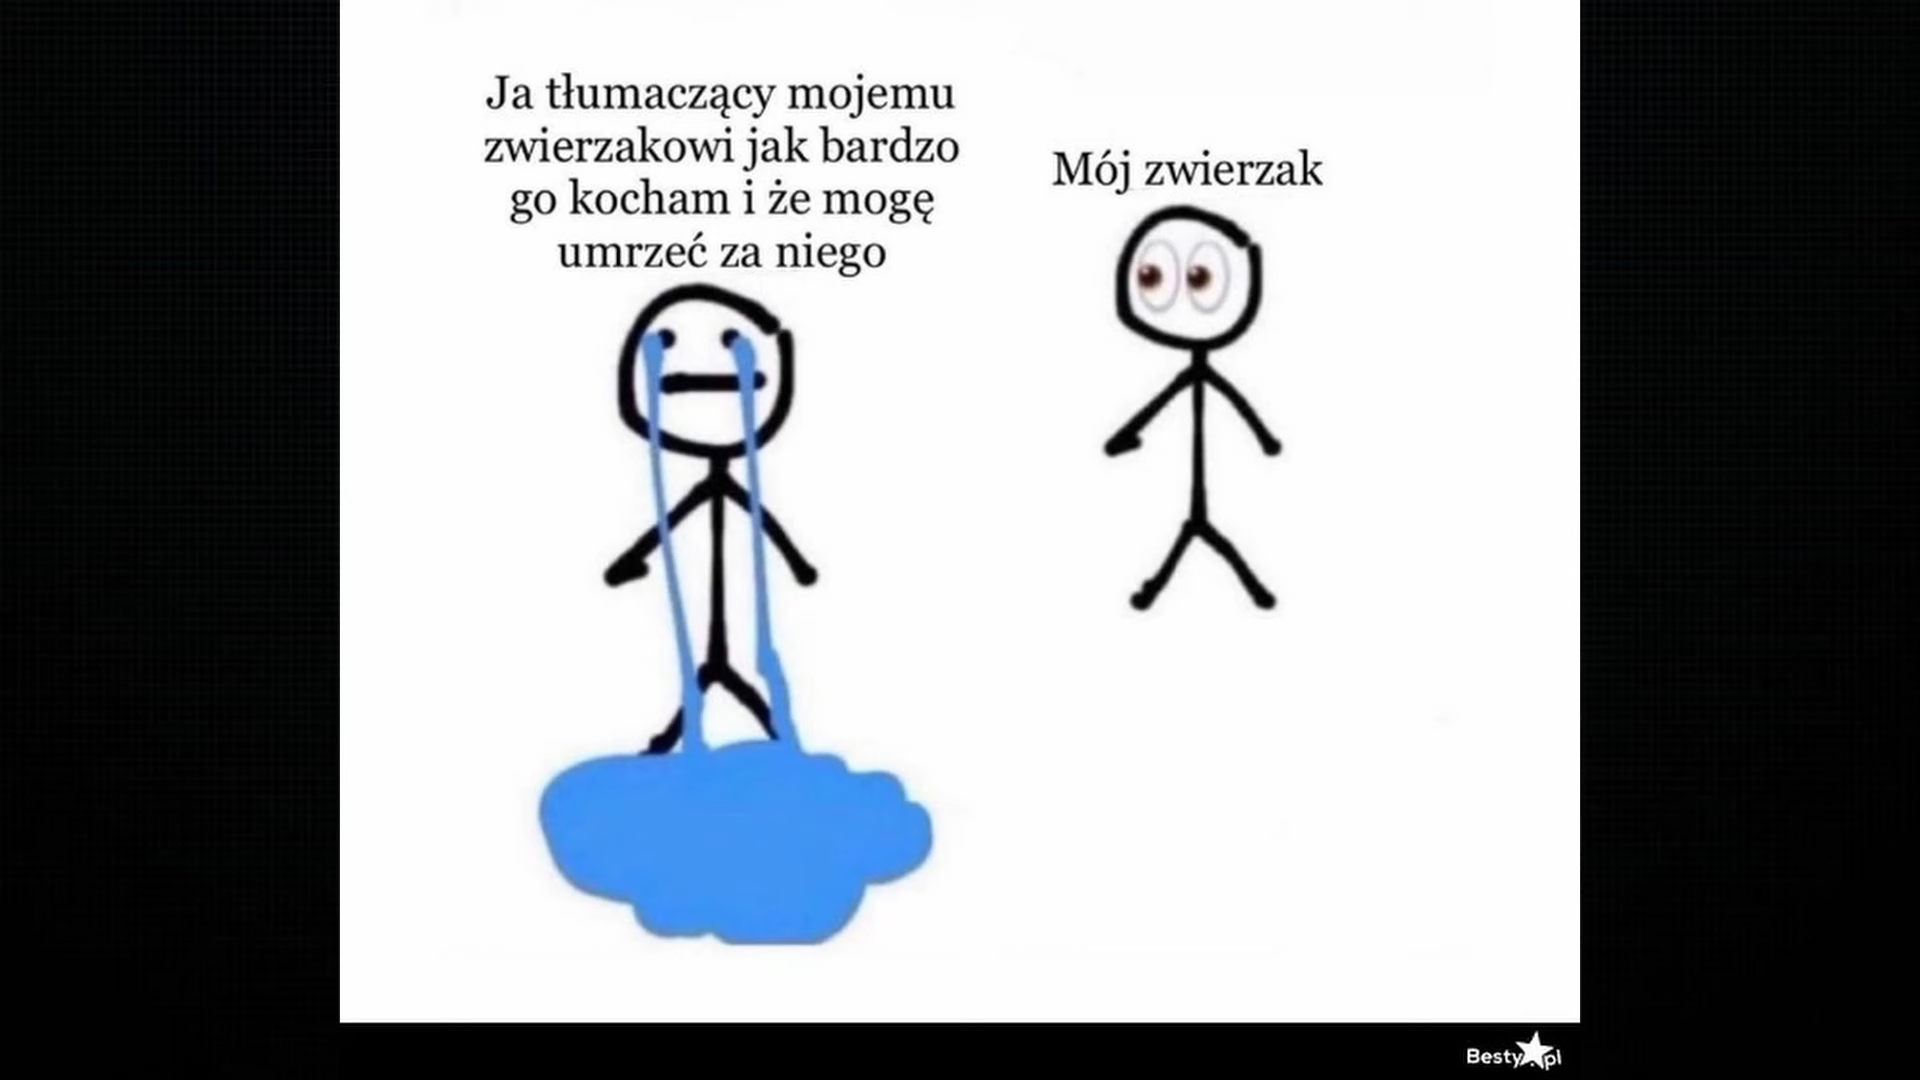 Ja tłumaczący mojemu
zwierzakowi jak bardzo
go kocham i że mogę
umrzeć za niego
Mój zwierzak
Besty.pl